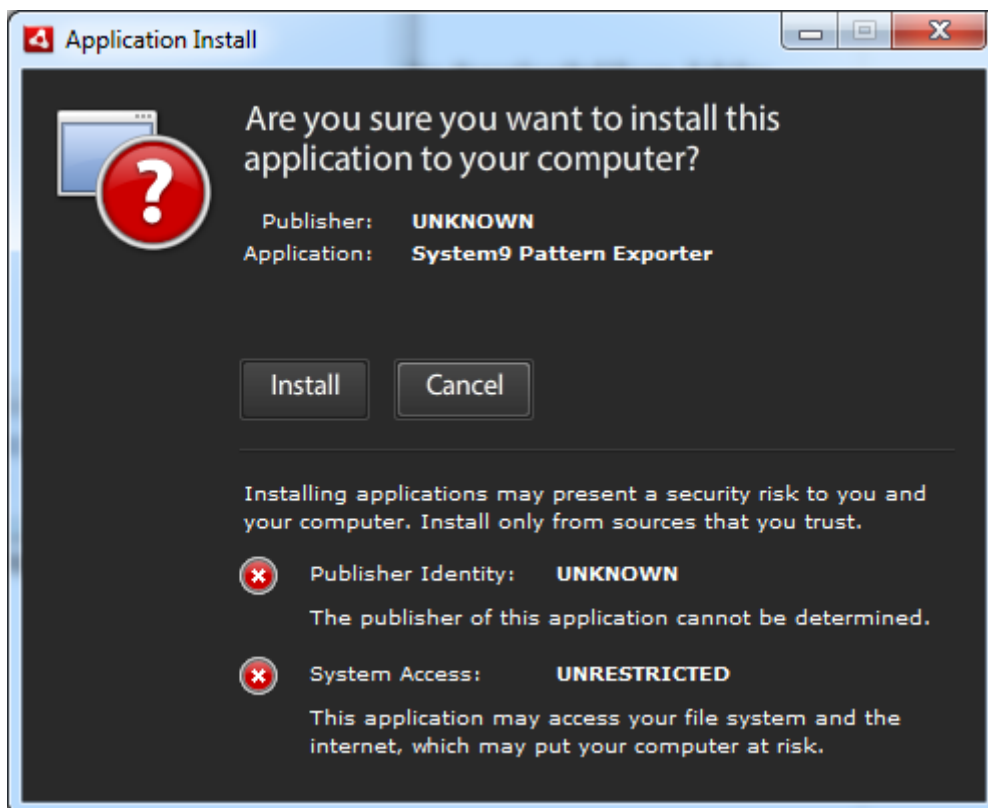 Application Install
Are you sure you want to install this
application to your computer?
Publisher: UNKNOWN
Application: System9 Pattern Exporter
Install Cancel
Installing applications may present a security risk to you and
your computer. Install only from sources that you trust.
Publisher Identity: UNKNOWN
The publisher of this application cannot be determined.
System Access: UNRESTRICTED
This application may access your file system and the
internet, which may put your computer at risk.